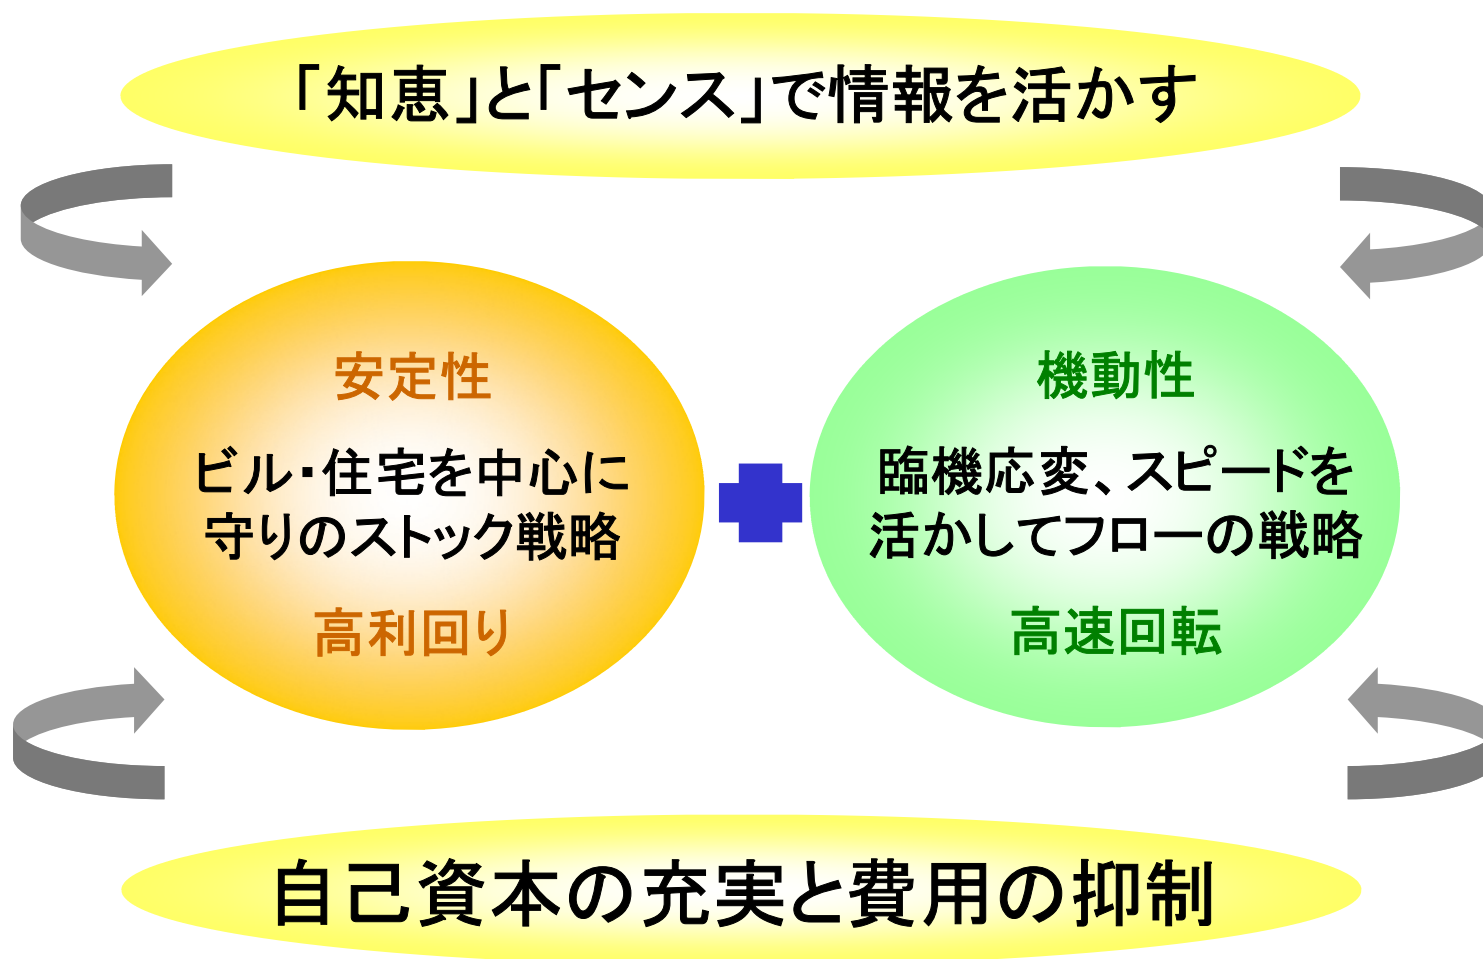 「知恵」と「センス」で情報を活かす
安定性
ビル・住宅を中心に
守りのストック戦略
高利回り
機動性
臨機応変、スピードを
活かしてフローの戦略
高速回転
自己資本の充実と費用の抑制